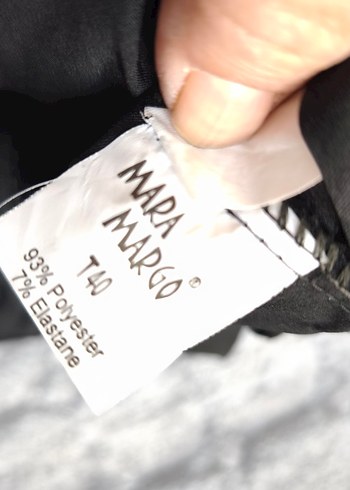 MARA
MARGO®
T40
93% Polyester
7% Elastane